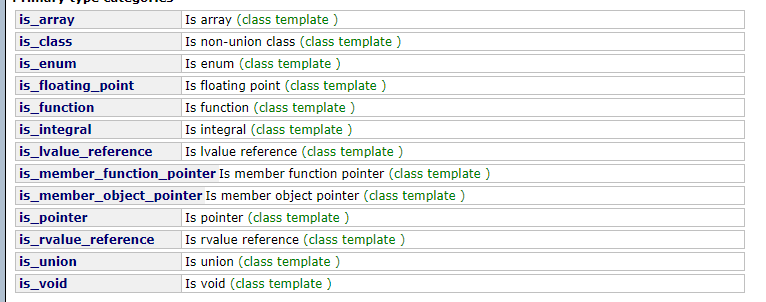 Primary type categories
is_array Is array (class template )
is_class Is non-union class (class template )
is_enum Is enum (class template )
is_floating_point Is floating point (class template )
is_function Is function (class template )
is_integral Is integral (class template )
is_lvalue_reference Is lvalue reference (class template )
is_member_function_pointer Is member function pointer (class template )
is_member_object_pointer Is member object pointer (class template )
is_pointer Is pointer (class template )
is_rvalue_reference Is rvalue reference (class template )
is_union Is union (class template )
is_void Is void (class template )